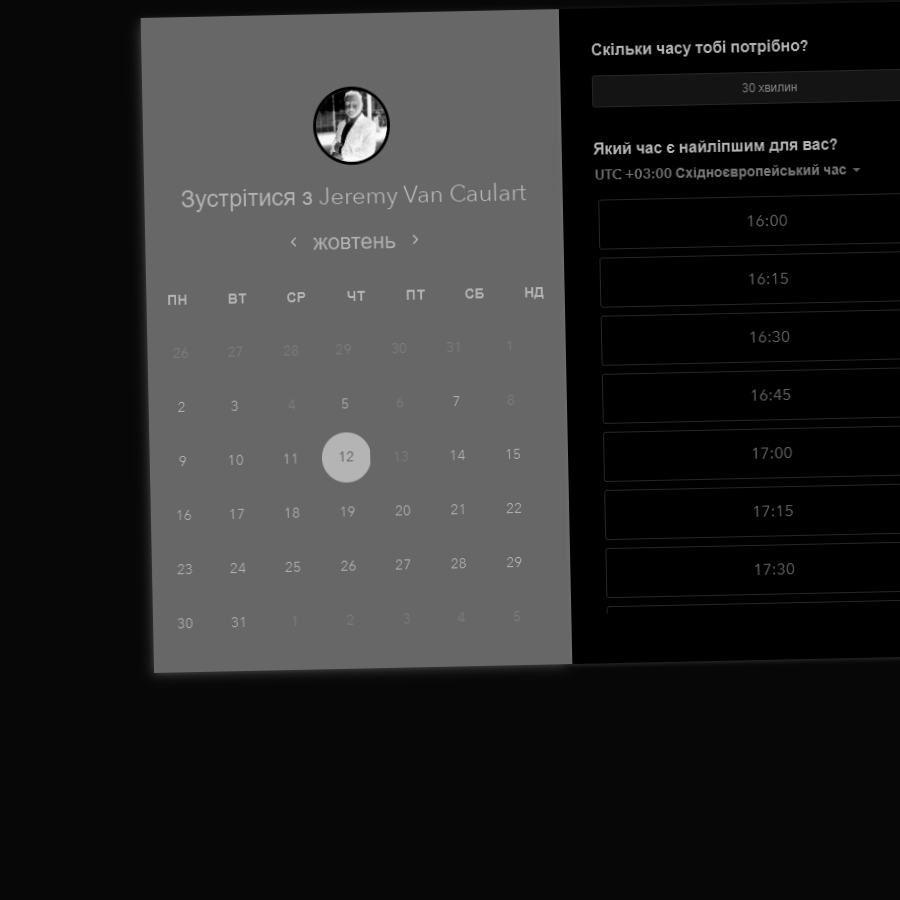 Зустрітися з Jeremy Van Caulart
жовтень
ПН ВТ СР ЧТ ПТ СБ НД
26 27 28 29 30 31 1
2 3 4 5 6 7 8
9 10 11 12 13 14 15
16 17 18 19 20 21 22
23 24 25 26 27 28 29
30 31 1 2 3 4 5
Скільки часу тобі потрібно?
30 хвилин
Який час є найліпшим для вас?
UTC +03:00 Східноєвропейський час
16:00
16:15
16:30
16:45
17:00
17:15
17:30